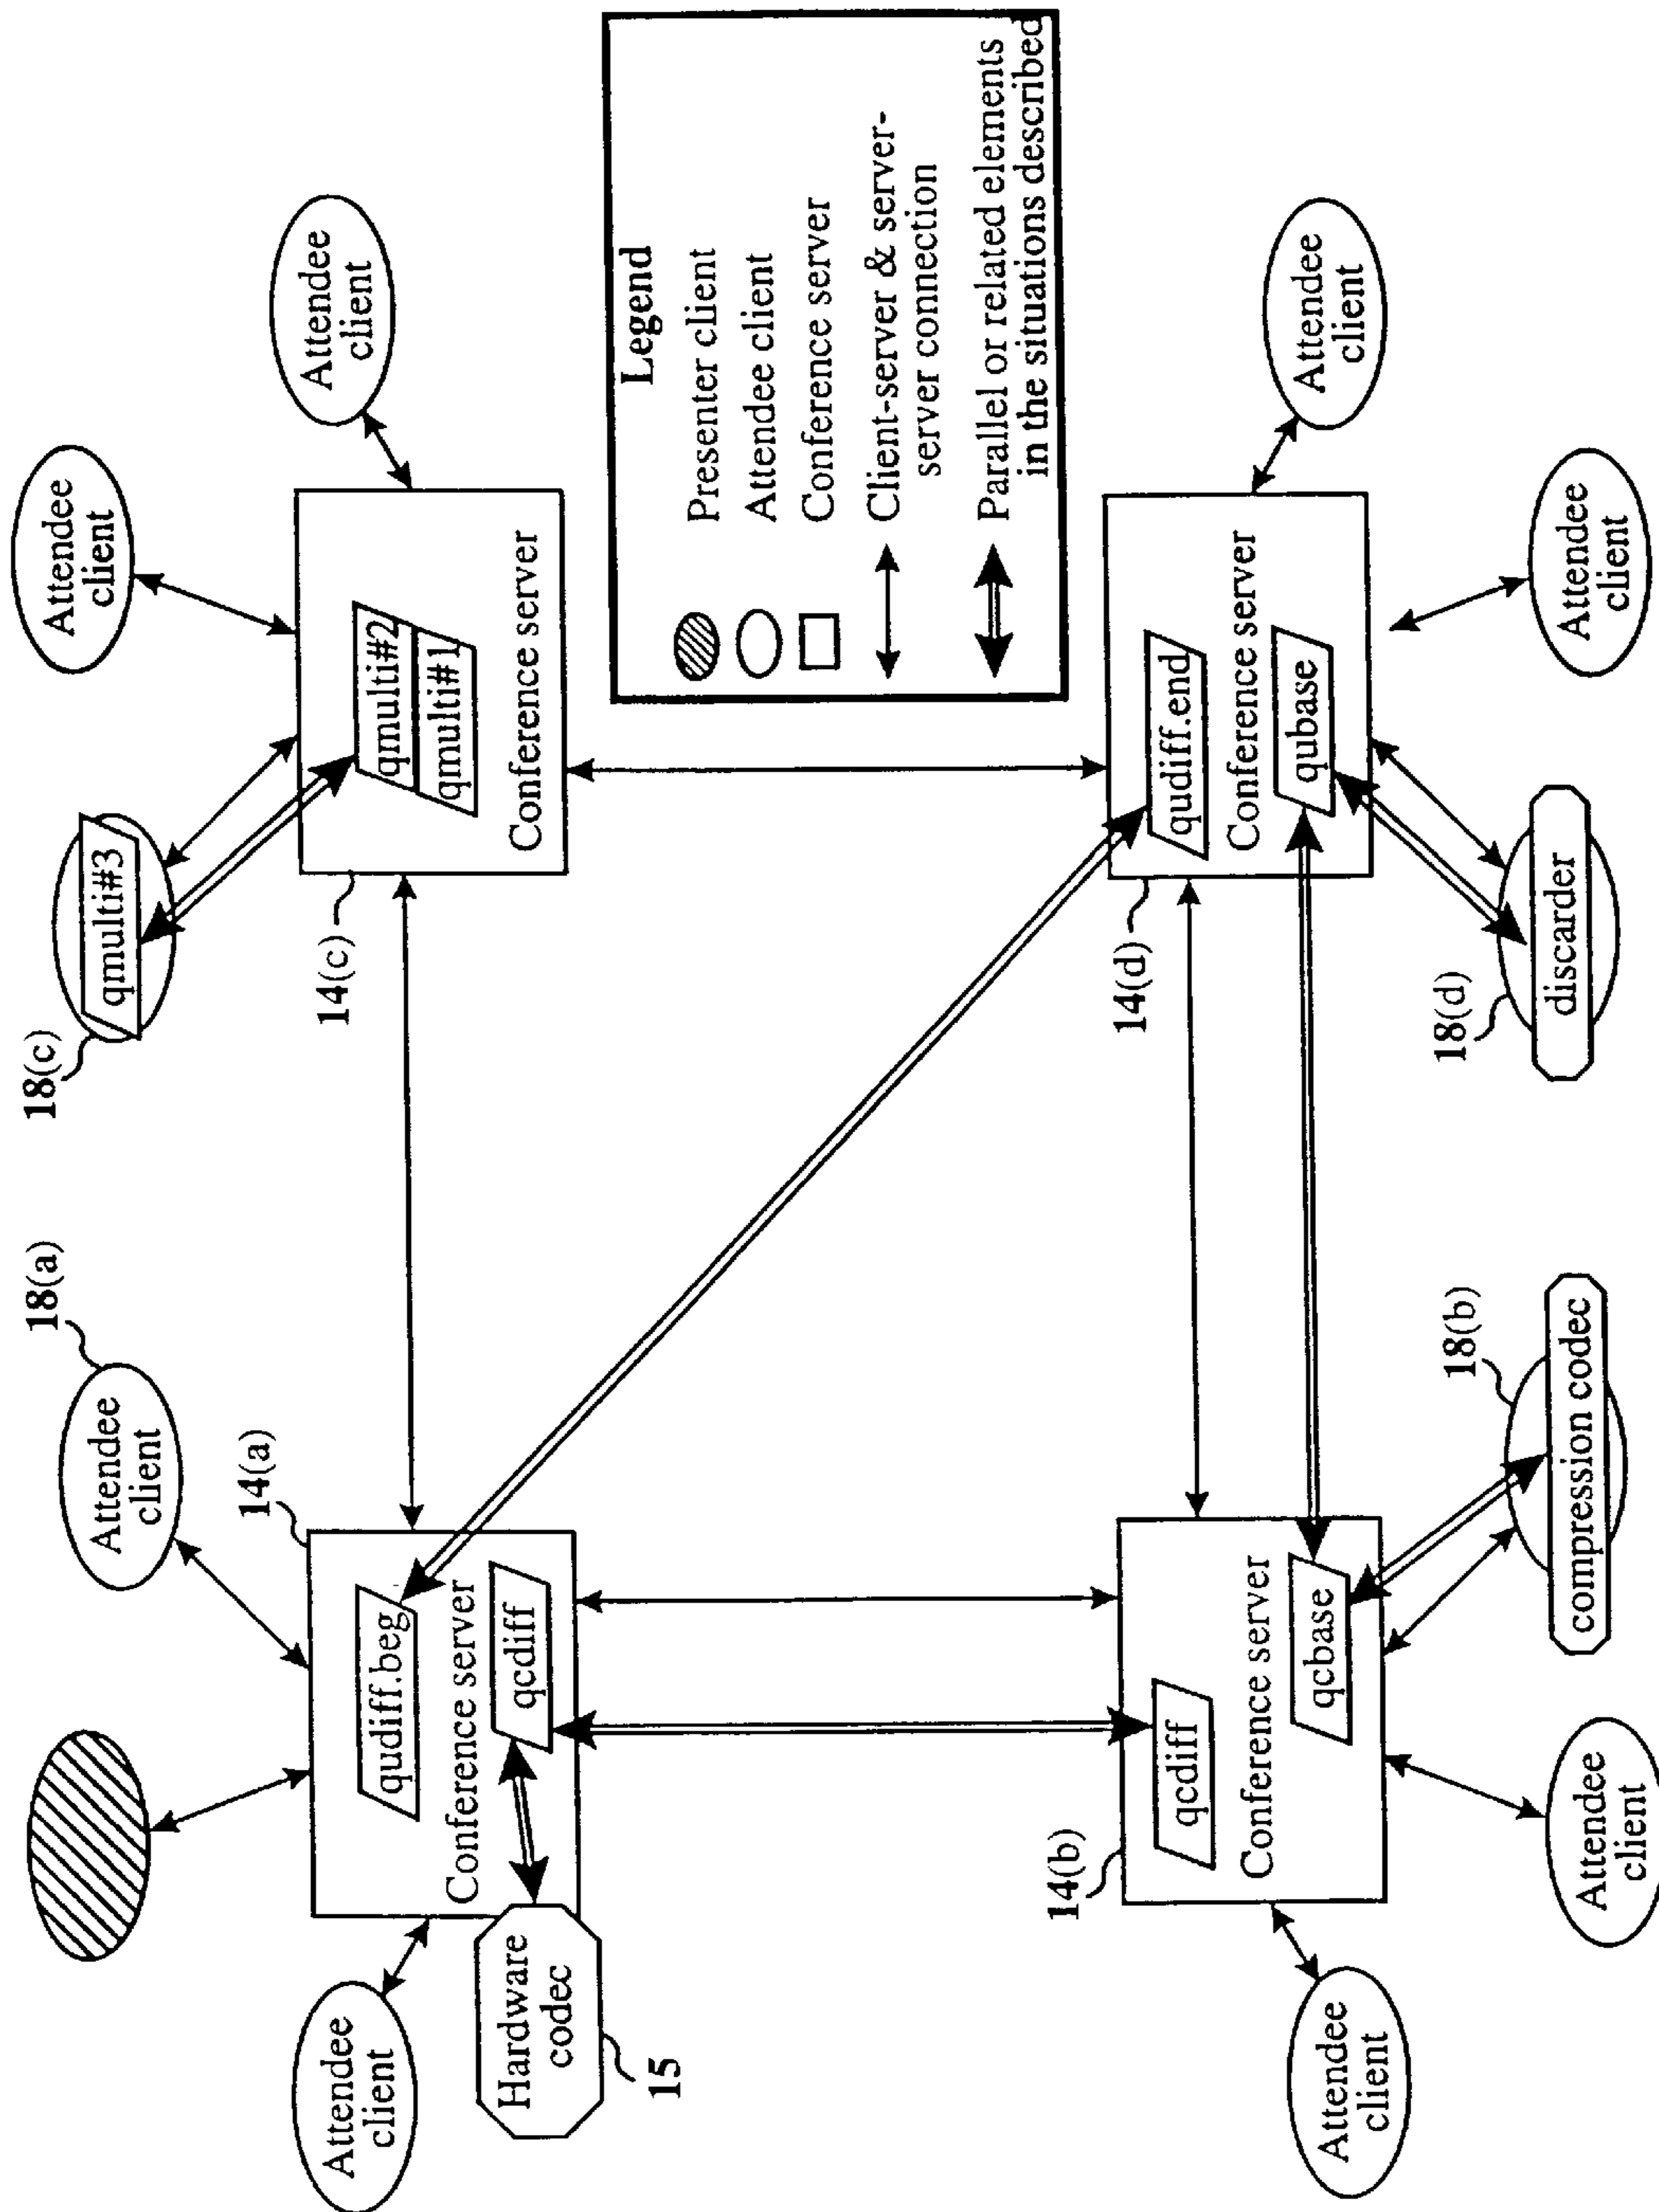 18(a)
Attendee
client
14(a)
qudiff.beg
Conference server
qcdiff
Attendee
client
Hardware
codec
15
18(c)
qmulti#3
Attendee
client
Attendee
client
14(c)
qmulti#2
qmulti#1
Conference server
14(b)
qcdiff
Conference server
qcbase
Attendee
client
Attendee
client
compression codec
18(b)
14(d)
qudiff.end
Conference server
qubase
18(d)
discarder
Attendee
client
Attendee
client
Legend
Presenter client
Attendee client
Conference server
Client-server & server-
server connection
Parallel or related elements
in the situations described